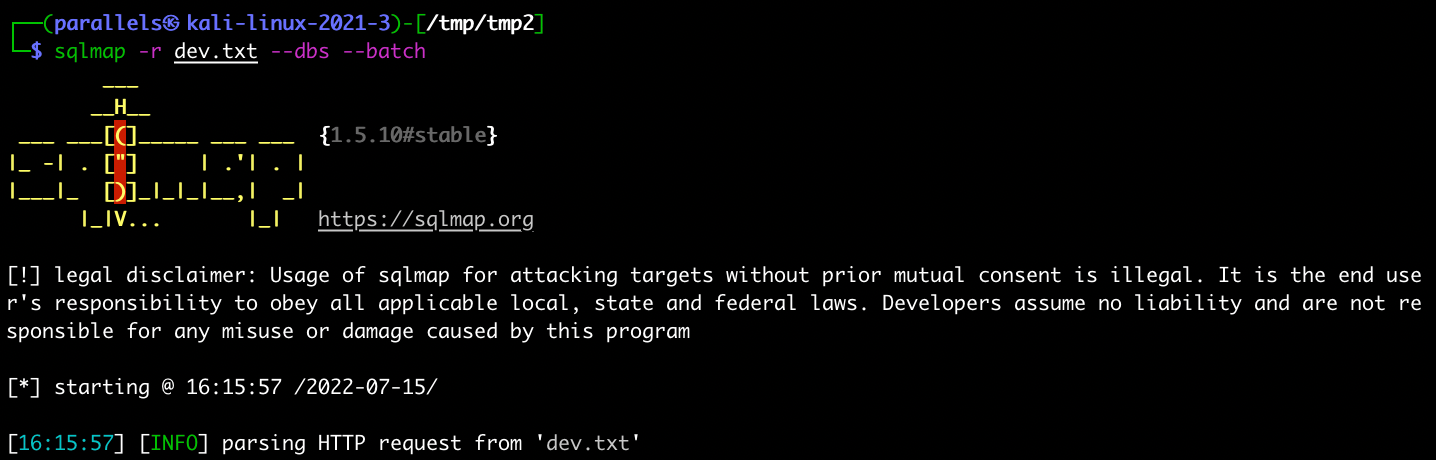 ┌──(parallels㉿kali-linux-2021-3)-[/tmp/tmp2]
└─$ sqlmap -r dev.txt --dbs --batch
        ___
       __H__
 ___ ___[(]_____ ___ ___  {1.5.10#stable}
|_ -| . ["]     | .'| . |
|___|_  [)]_|_|_|__,|  _|
      |_|V...       |_|   https://sqlmap.org
[!] legal disclaimer: Usage of sqlmap for attacking targets without prior mutual consent is illegal. It is the end use
r's responsibility to obey all applicable local, state and federal laws. Developers assume no liability and are not re
sponsible for any misuse or damage caused by this program
[*] starting @ 16:15:57 /2022-07-15/
[16:15:57] [INFO] parsing HTTP request from 'dev.txt'